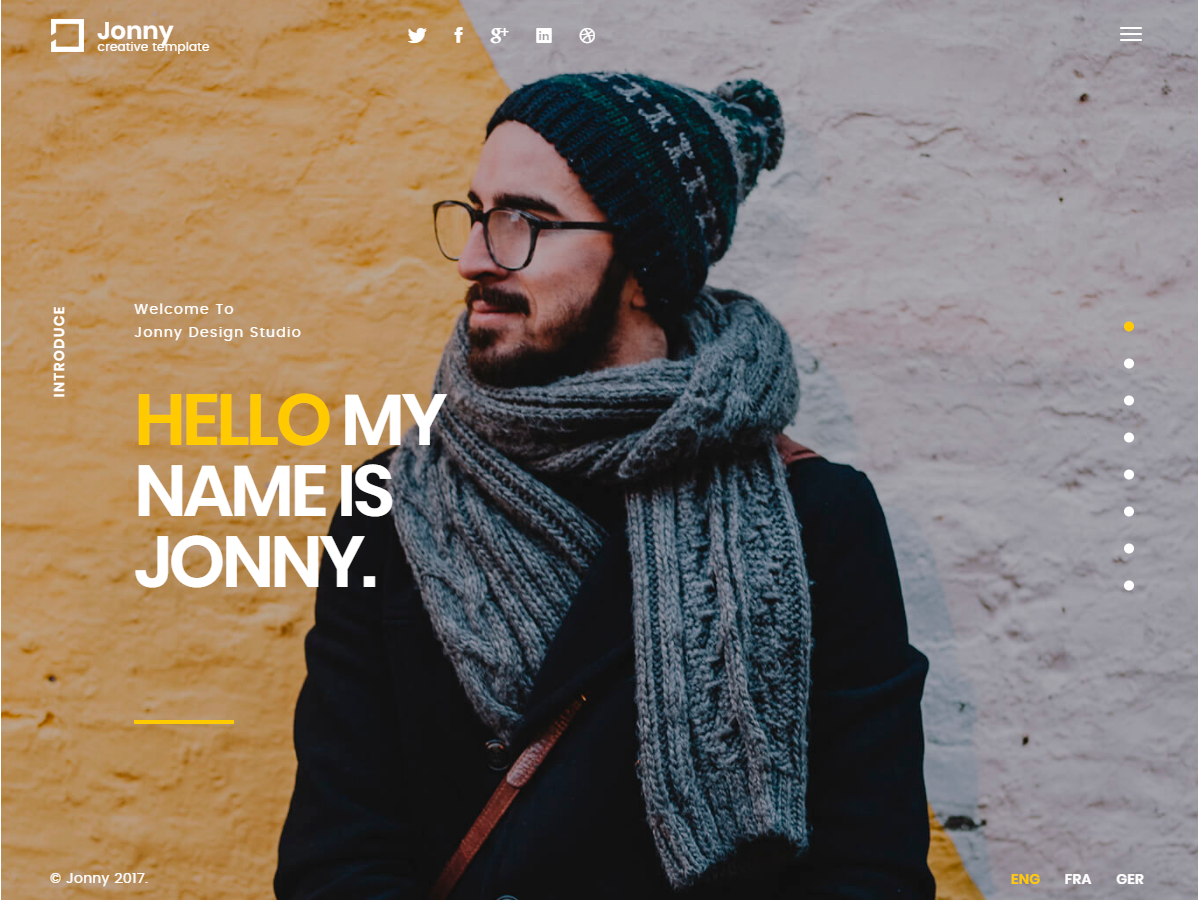 Jonny
creative template
Welcome To
Jonny Design Studio
INTRODUCE
HELLO MY
NAME IS
JONNY.
© Jonny 2017.
ENG FRA GER